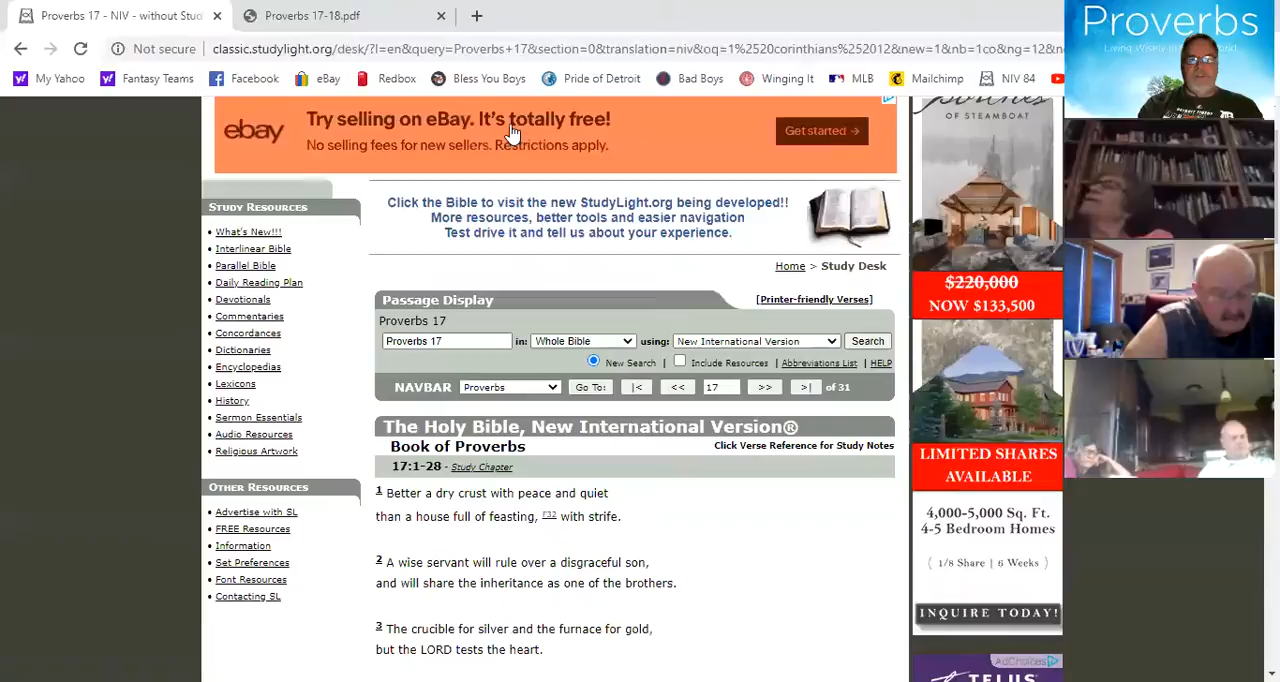 Proverbs 17 - NIV - without Stud
Proverbs 17-18.pdf
Not secure
classic.studylight.org/desk/?l=en&query=Proverbs+17&section=0&translation=niv&oq=1%2520corinthians%252012&new=1&nb=1co&ng=12&n
My Yahoo
Fantasy Teams
Facebook
eBay
Redbox
Bless You Boys
Pride of Detroit
Bad Boys
Winging It
MLB
Mailchimp
NIV 84
Proverbs
ebay
Try selling on eBay. It's totally free!
No selling fees for new sellers. Restrictions apply.
Get started →
OF STEAMBOAT
$220,000
NOW $133,500
LIMITED SHARES
AVAILABLE
4,000-5,000 Sq. Ft.
4-5 Bedroom Homes
( 1/8 Share | 6 Weeks )
INQUIRE TODAY!
AdChoices
TELUS
STUDY RESOURCES
• What's New!!!
• Interlinear Bible
• Parallel Bible
• Daily Reading Plan
• Devotionals
• Commentaries
• Concordances
• Dictionaries
• Encyclopedias
• Lexicons
• History
• Sermon Essentials
• Audio Resources
• Religious Artwork
OTHER RESOURCES
• Advertise with SL
• FREE Resources
• Information
• Set Preferences
• Font Resources
• Contacting SL
Click the Bible to visit the new StudyLight.org being developed!!
More resources, better tools and easier navigation
Test drive it and tell us about your experience.
Home > Study Desk
Passage Display
[Printer-friendly Verses]
Proverbs 17
Proverbs 17 in: Whole Bible using: New International Version Search
New Search | Include Resources | Abbreviations List | HELP
NAVBAR Proverbs Go To: |< << 17 >> >| of 31
The Holy Bible, New International Version®
Book of Proverbs
Click Verse Reference for Study Notes
17:1-28 - Study Chapter
1 Better a dry crust with peace and quiet
than a house full of feasting, F32 with strife.
2 A wise servant will rule over a disgraceful son,
and will share the inheritance as one of the brothers.
3 The crucible for silver and the furnace for gold,
but the LORD tests the heart.